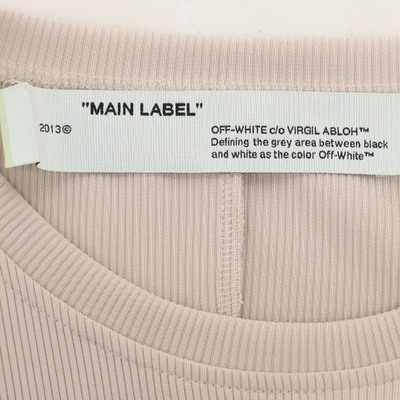 "MAIN LABEL"
2013©
OFF-WHITE c/o VIRGIL ABLOH™
Defining the grey area between black
and white as the color Off-White™